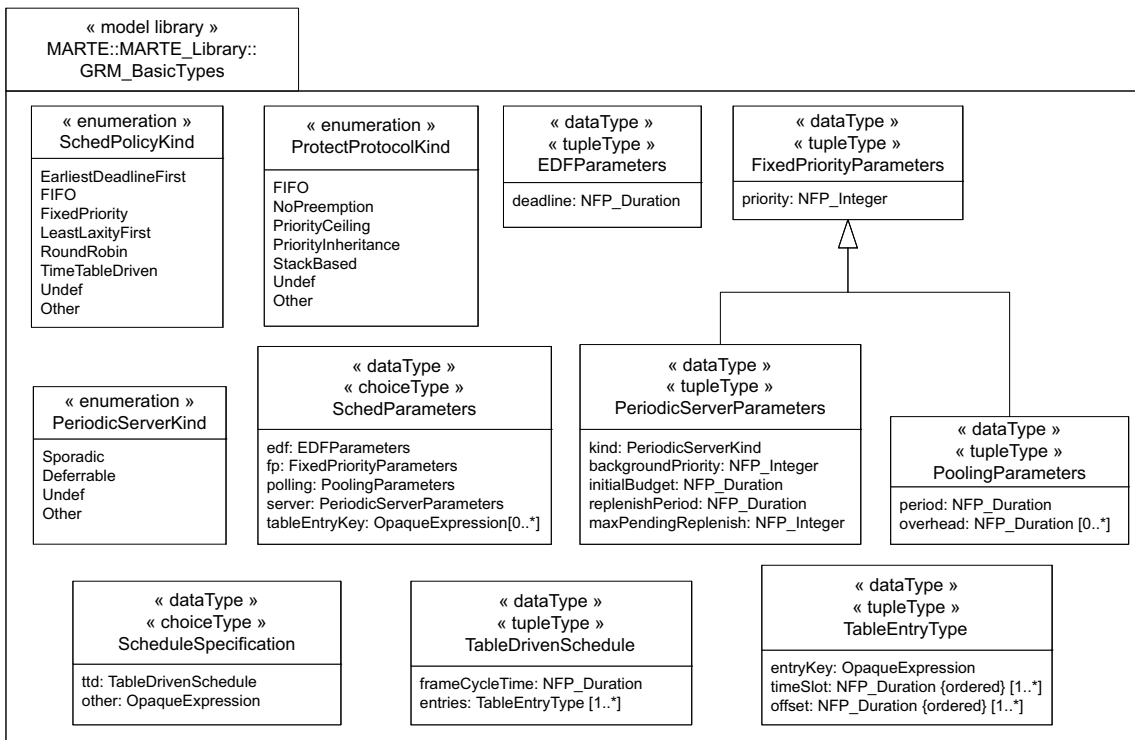 « model library »
MARTE::MARTE_Library::
GRM_BasicTypes
« enumeration »
SchedPolicyKind
EarliestDeadlineFirst
FIFO
FixedPriority
LeastLaxityFirst
RoundRobin
TimeTableDriven
Undef
Other
« enumeration »
ProtectProtocolKind
FIFO
NoPreemption
PriorityCeiling
PriorityInheritance
StackBased
Undef
Other
« dataType »
« tupleType »
EDFParameters
deadline: NFP_Duration
« dataType »
« tupleType »
FixedPriorityParameters
priority: NFP_Integer
« enumeration »
PeriodicServerKind
Sporadic
Deferrable
Undef
Other
« dataType »
« choiceType »
SchedParameters
edf: EDFParameters
fp: FixedPriorityParameters
polling: PoolingParameters
server: PeriodicServerParameters
tableEntryKey: OpaqueExpression[0..*]
« dataType »
« tupleType »
PeriodicServerParameters
kind: PeriodicServerKind
backgroundPriority: NFP_Integer
initialBudget: NFP_Duration
replenishPeriod: NFP_Duration
maxPendingReplenish: NFP_Integer
« dataType »
« tupleType »
PoolingParameters
period: NFP_Duration
overhead: NFP_Duration [0..*]
« dataType »
« choiceType »
ScheduleSpecification
ttd: TableDrivenSchedule
other: OpaqueExpression
« dataType »
« tupleType »
TableDrivenSchedule
frameCycleTime: NFP_Duration
entries: TableEntryType [1..*]
« dataType »
« tupleType »
TableEntryType
entryKey: OpaqueExpression
timeSlot: NFP_Duration {ordered} [1..*]
offset: NFP_Duration {ordered} [1..*]